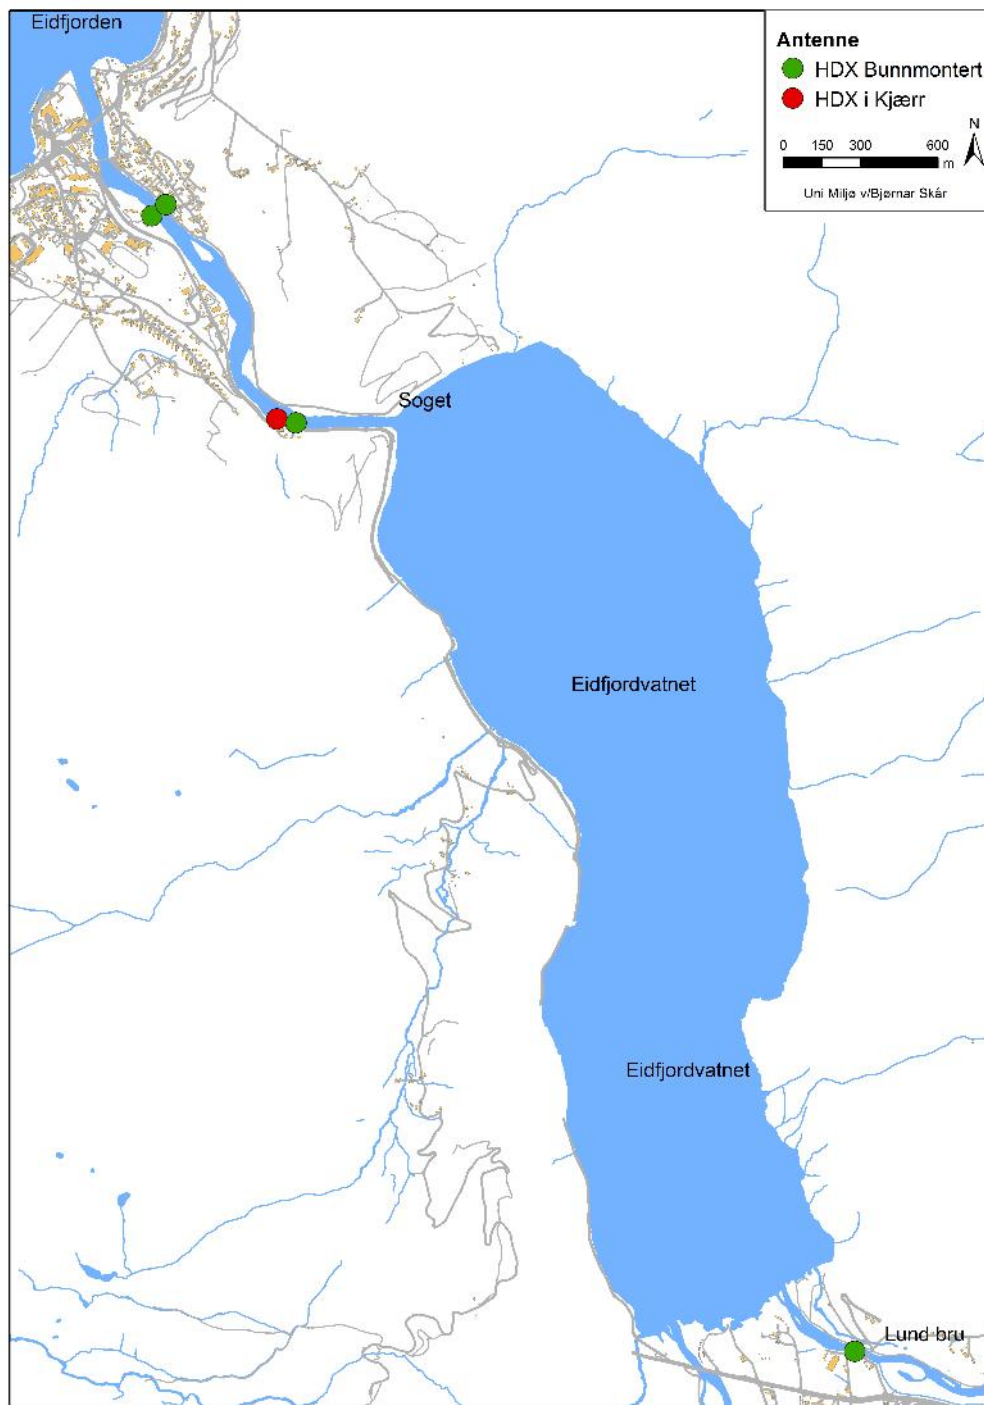 Eidfjorden
Antenne
HDX Bunnmontert
HDX i Kjærr
N
0 150 300 600
m
Uni Miljø v/Bjørnar Skår
Soget
Eidfjordvatnet
Eidfjordvatnet
Lund bru